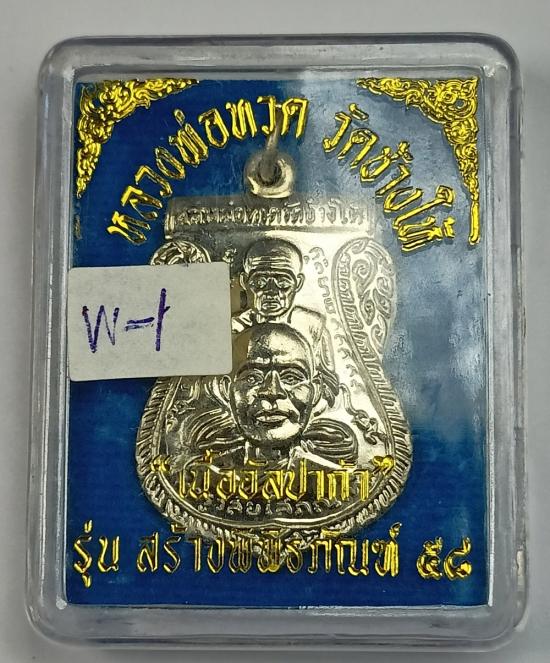 หลวงพ่อทวด วัดช้างให้
W-1
"เนื้ออัลปาก้า"
รุ่น สร้างพิพิธภัณฑ์ ๕๔